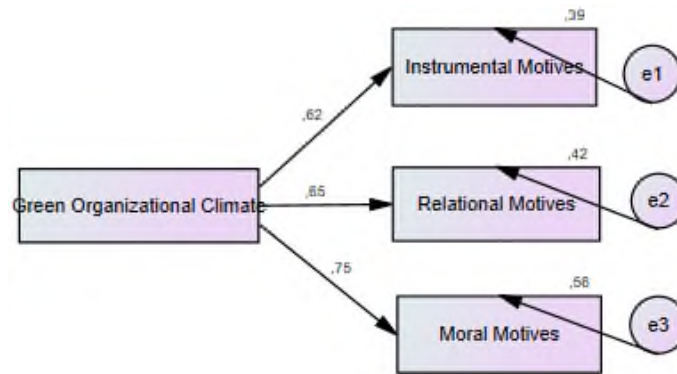 ,39
Instrumental Motives
e1
,62
,42
Green Organizational Climate
,65
Relational Motives
e2
,75
,56
Moral Motives
e3